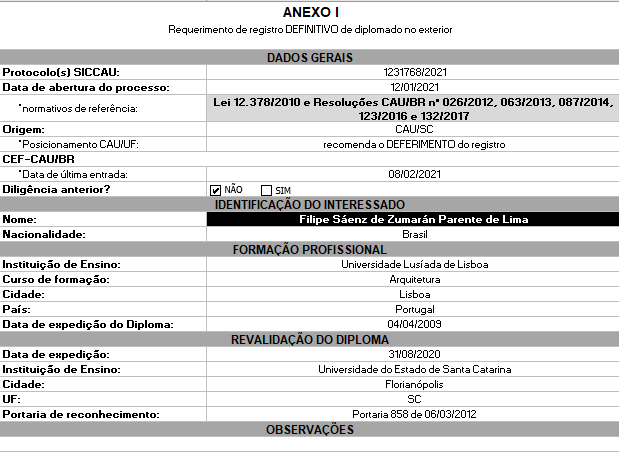 ANEXO I
Requerimento de registro DEFINITIVO de diplomado no exterior
DADOS GERAIS
Protocolo(s) SICCAU: 1231768/2021
Data de abertura do processo: 12/01/2021
*normativos de referência: Lei 12.378/2010 e Resoluções CAU/BR nº 026/2012, 063/2013, 087/2014,
123/2016 e 132/2017
Origem: CAU/SC
*Posicionamento CAU/UF: recomenda o DEFERIMENTO do registro
CEF-CAU/BR
*Data de última entrada: 08/02/2021
Diligência anterior? NÃO SIM
IDENTIFICAÇÃO DO INTERESSADO
Nome: Filipe Sáenz de Zumarán Parente de Lima
Nacionalidade: Brasil
FORMAÇÃO PROFISSIONAL
Instituição de Ensino: Universidade Lusíada de Lisboa
Curso de formação: Arquitetura
Cidade: Lisboa
País: Portugal
Data de expedição do Diploma: 04/04/2009
REVALIDAÇÃO DO DIPLOMA
Data de expedição: 31/08/2020
Instituição de Ensino: Universidade do Estado de Santa Catarina
Cidade: Florianópolis
UF: SC
Portaria de reconhecimento: Portaria 858 de 06/03/2012
OBSERVAÇÕES